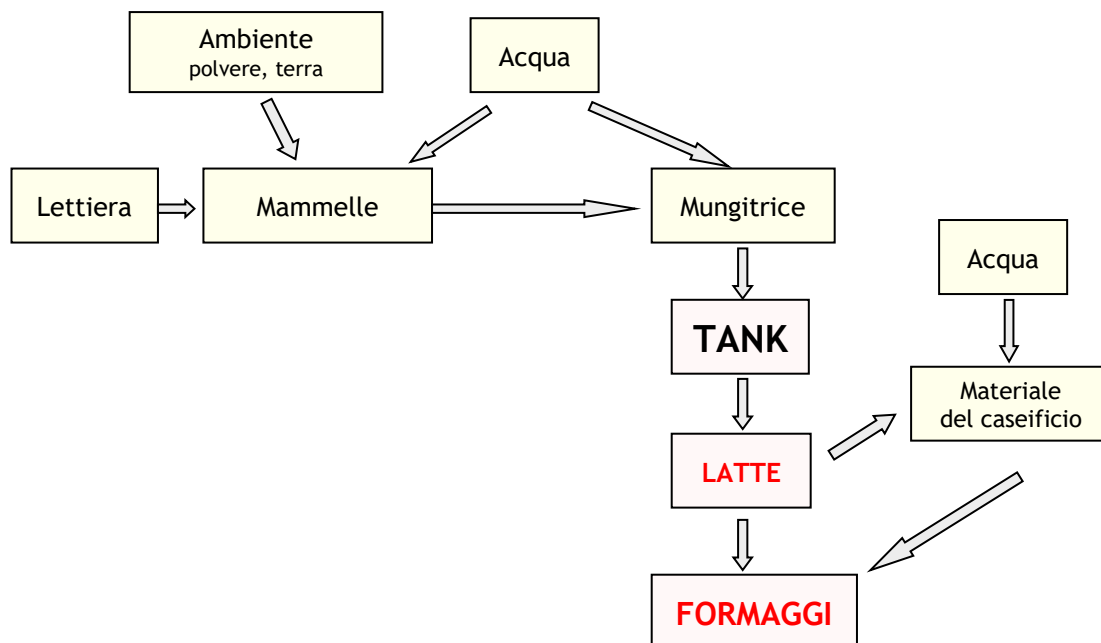 Ambiente
polvere, terra
Acqua
Lettiera
Mammelle
Mungitrice
Acqua
TANK
Materiale
del caseificio
LATTE
FORMAGGI